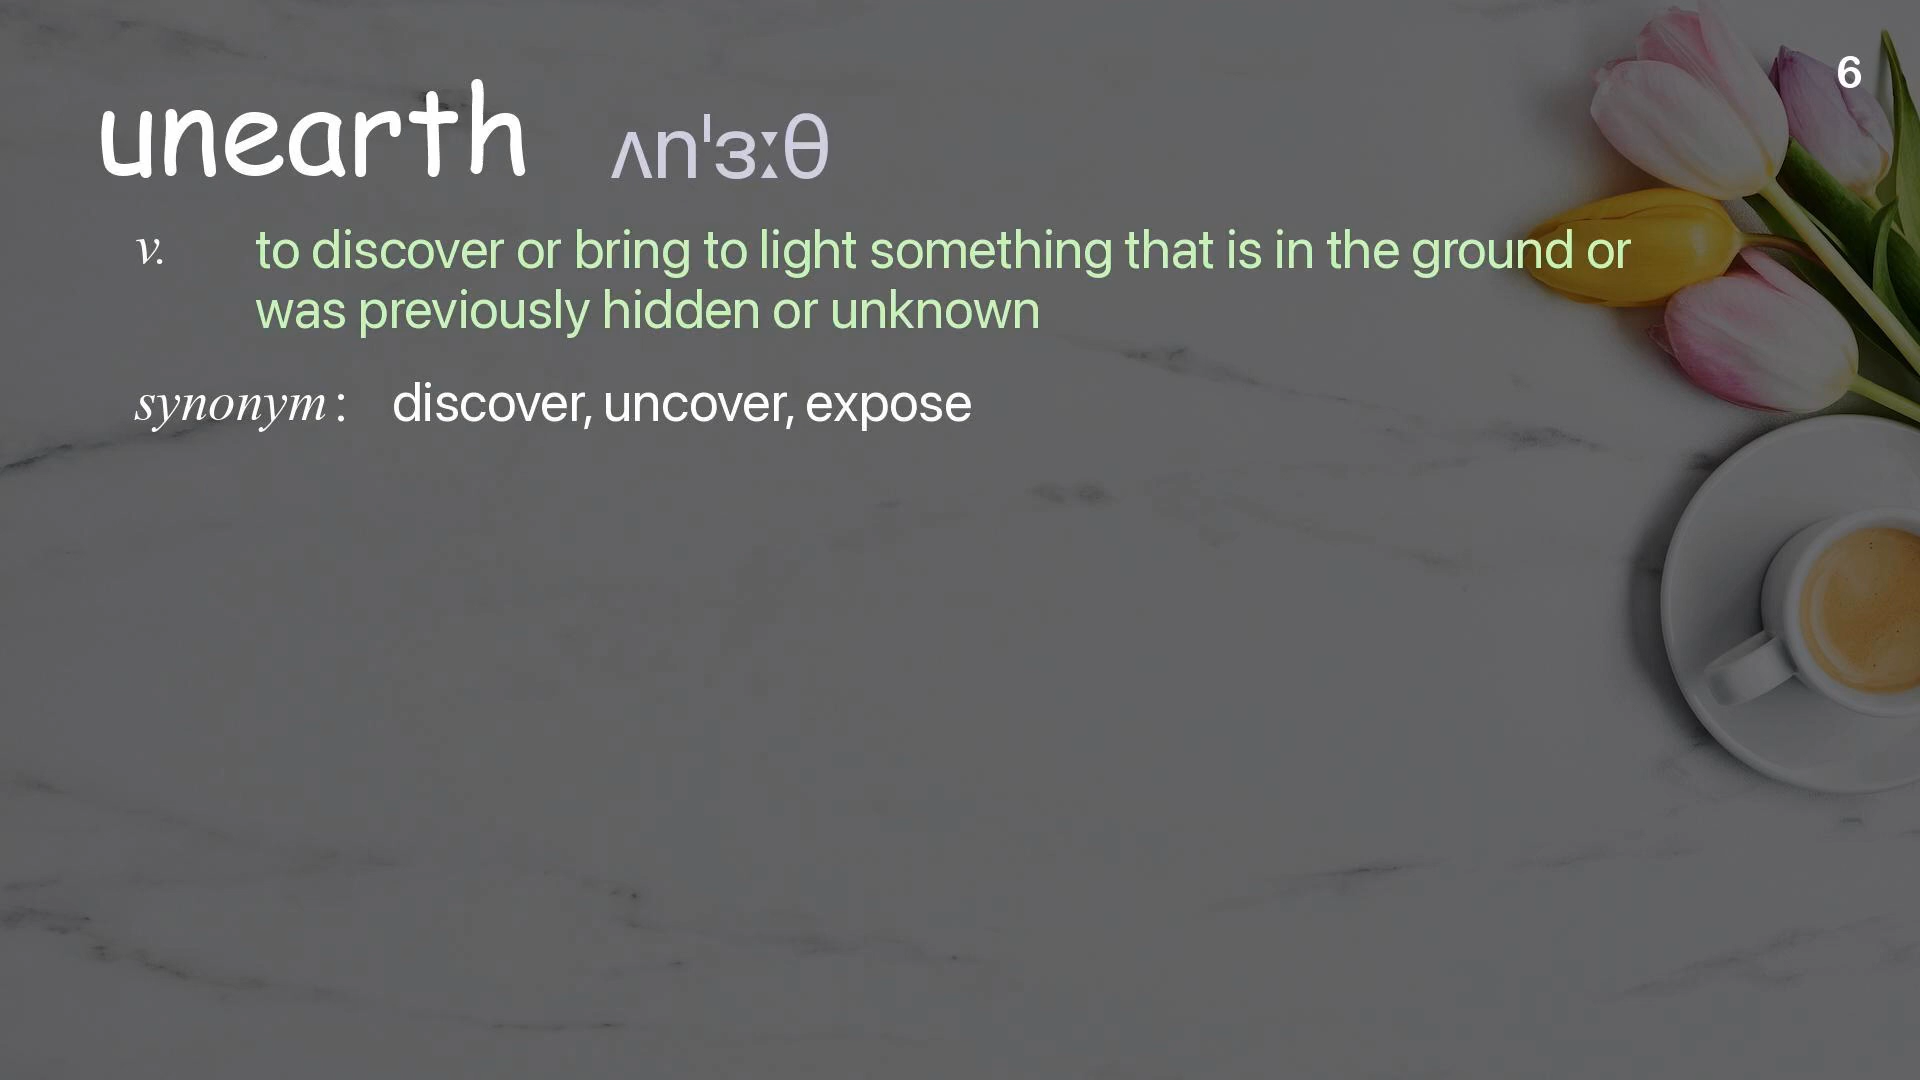 6
unearth ʌnˈɜːθ
v. to discover or bring to light something that is in the ground or
was previously hidden or unknown
synonym: discover, uncover, expose